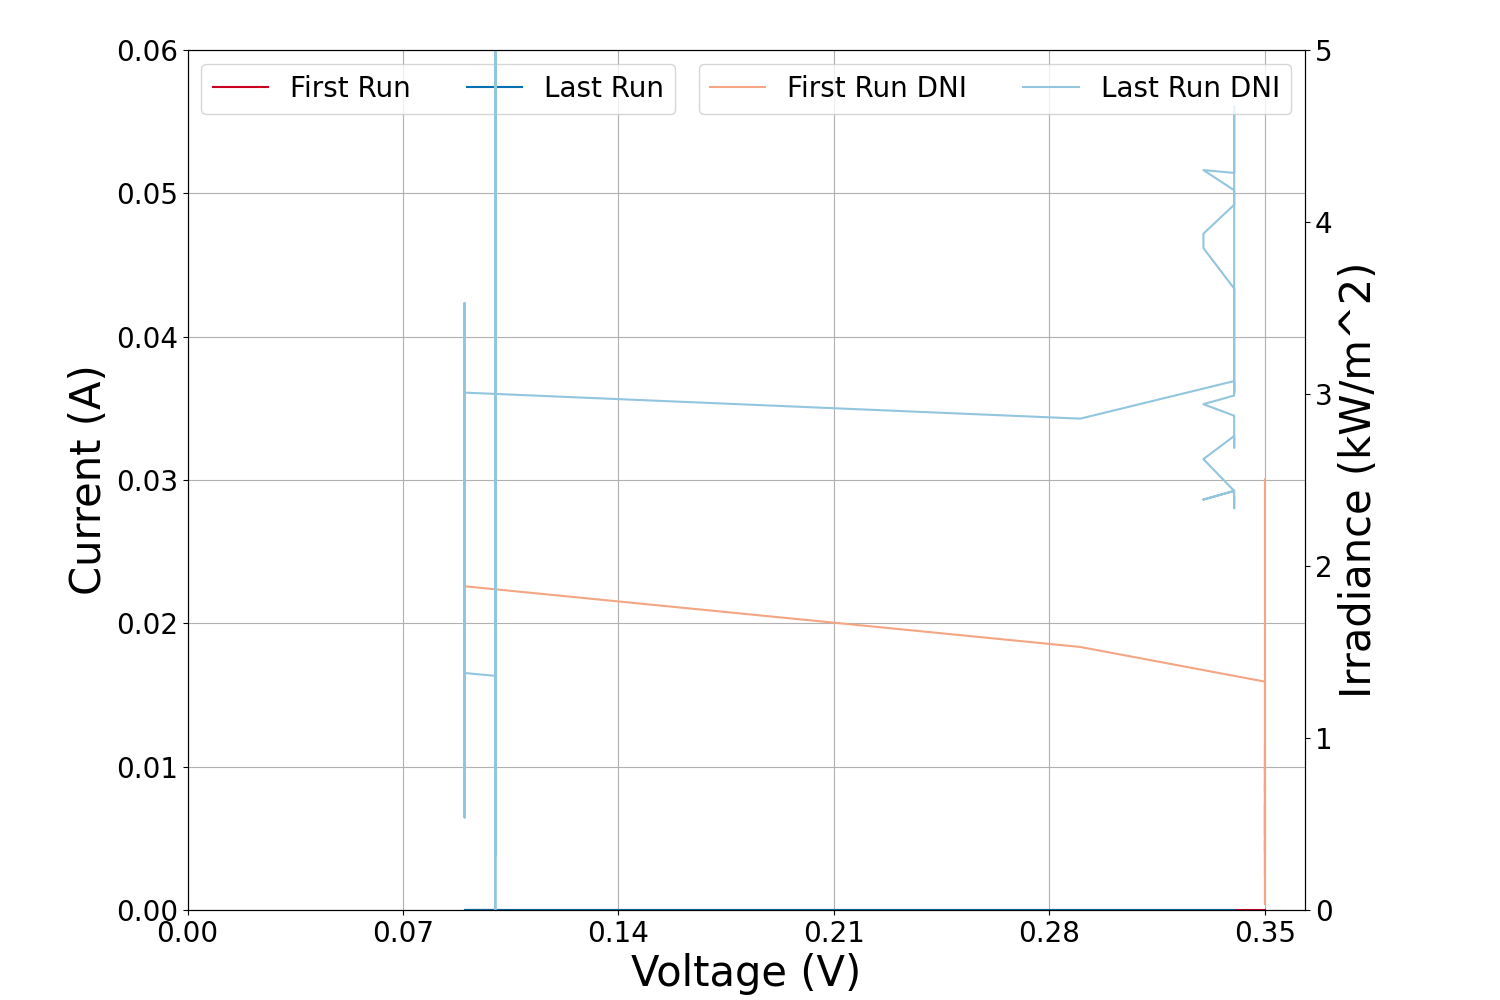 First Run
Last Run
First Run DNI
Last Run DNI
0.06
0.05
0.04
0.03
0.02
0.01
0.00
Current (A)
5
4
3
2
1
0
Irradiance (kW/m^2)
0.00 0.07 0.14 0.21 0.28 0.35
Voltage (V)